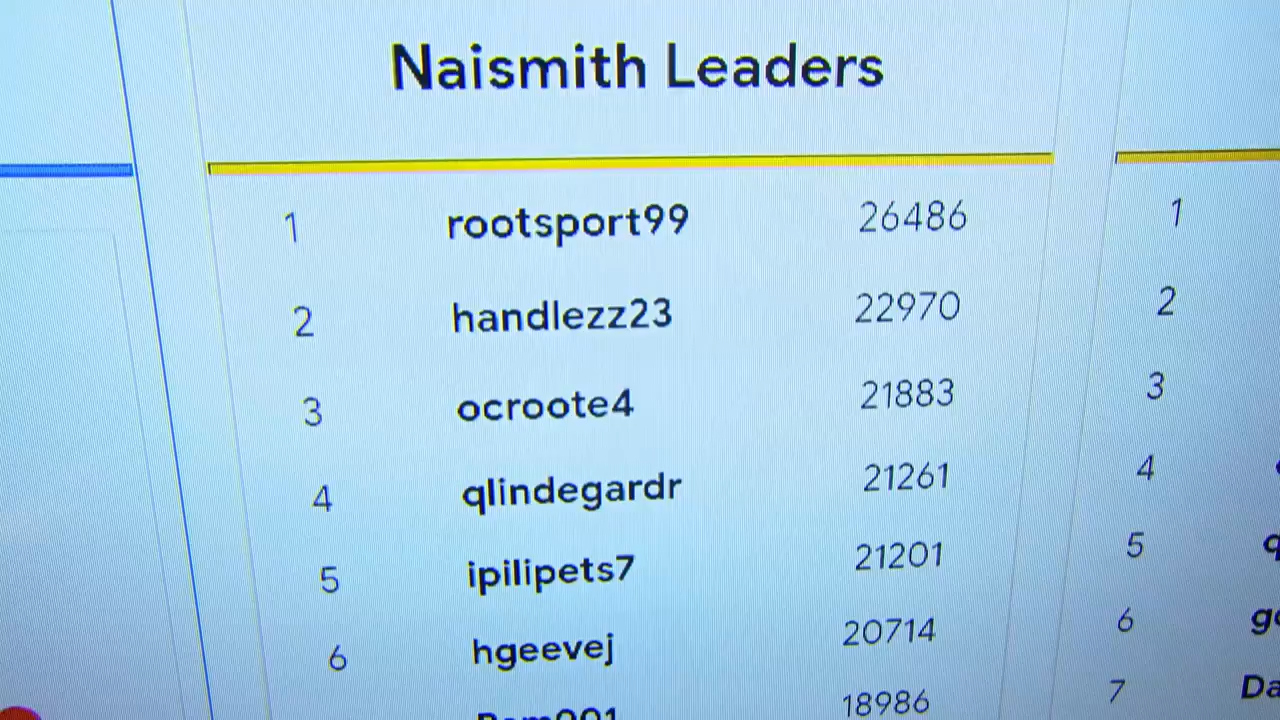 Naismith Leaders
1 rootsport99 26486
2 handlezz23 22970
3 ocroote4 21883
4 qlindegardr 21261
5 ipilipets7 21201
6 hgeevej 20714
18986
1
2
3
4
5
6
7 Da